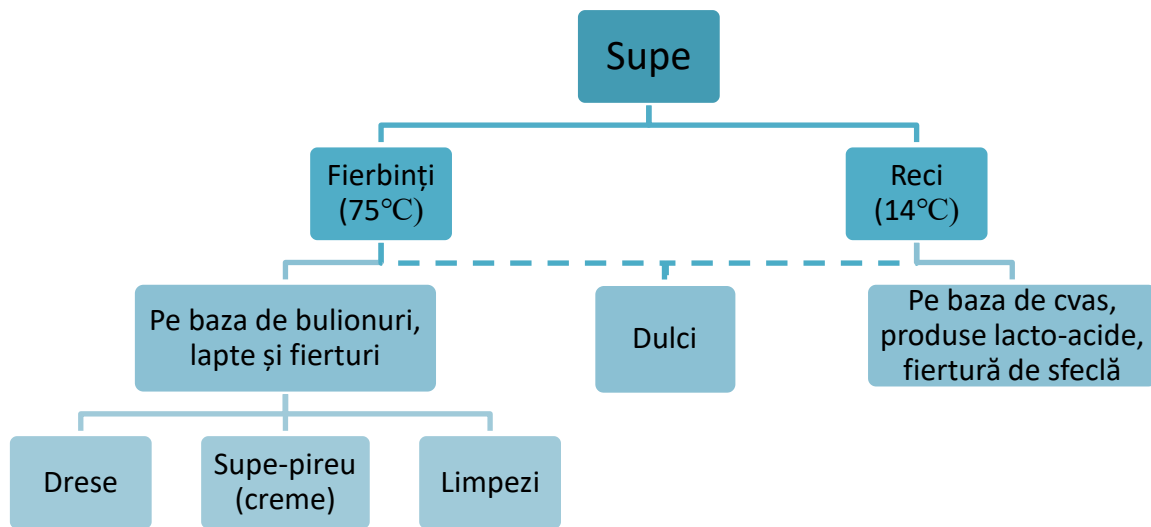 Supe
Fierbinți
(75℃)
Reci
(14℃)
Pe baza de bulionuri,
lapte și fierturi
Dulci
Pe baza de cvas,
produse lacto-acide,
fiertură de sfeclă
Drese
Supe-pireu
(creme)
Limpezi